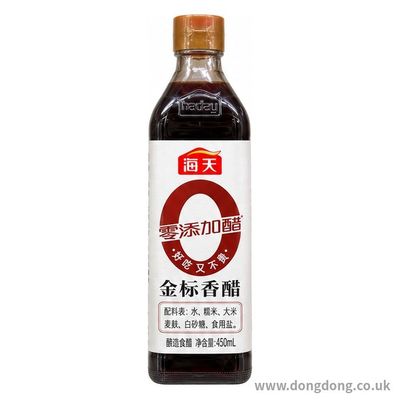 haday
海天
0
零添加醋*
好吃又不贵
金标香醋
配料表:水、糯米、大米
麦麸、白砂糖、食用盐。
酿造食醋 净含量:450mL
www.dongdong.co.uk